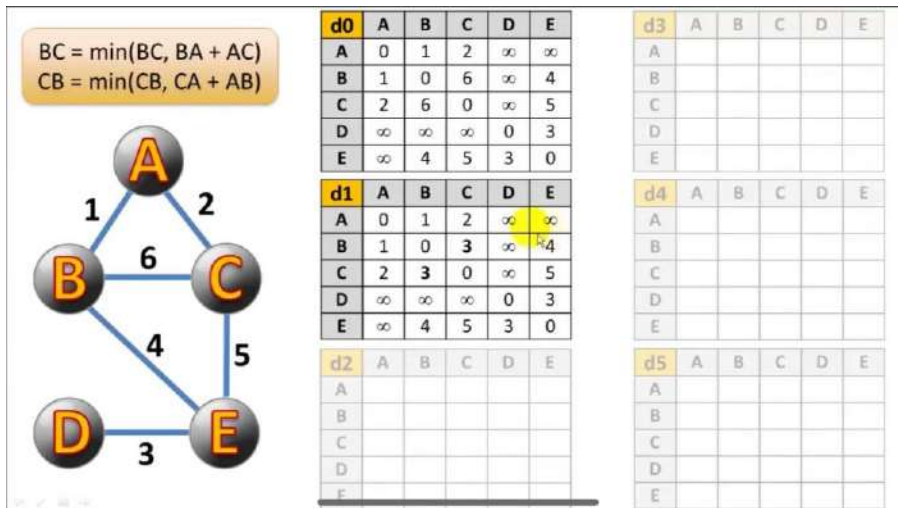 BC = min(BC, BA + AC)
CB = min(CB, CA + AB)
A
1
2
B
6
C
4
5
D
3
E
d0 A B C D E
A 0 1 2 ∞ ∞
B 1 0 6 ∞ 4
C 2 6 0 ∞ 5
D ∞ ∞ ∞ 0 3
E ∞ 4 5 3 0
d1 A B C D E
A 0 1 2 ∞ ∞
B 1 0 3 ∞ 4
C 2 3 0 ∞ 5
D ∞ ∞ ∞ 0 3
E ∞ 4 5 3 0
d2 A B C D E
A
B
C
D
E
d3 A B C D E
A
B
C
D
E
d4 A B C D E
A
B
C
D
E
d5 A B C D E
A
B
C
D
E